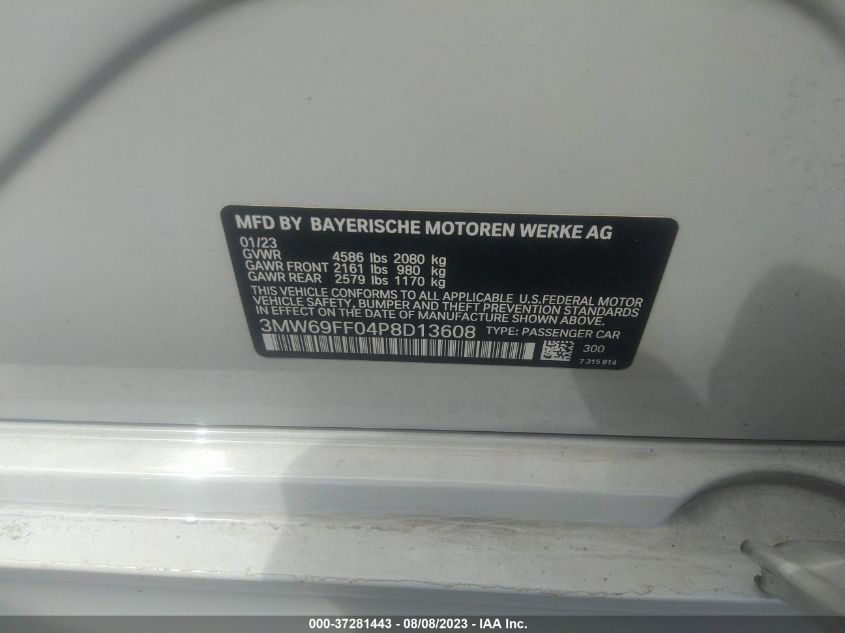 MFD BY BAYERISCHE MOTOREN WERKE AG
01/23
GVWR 4586 lbs 2080 kg
GAWR FRONT 2161 lbs 980 kg
GAWR REAR 2579 lbs 1170 kg
THIS VEHICLE CONFORMS TO ALL APPLICABLE U.S.FEDERAL MOTOR
VEHICLE SAFETY, BUMPER AND THEFT PREVENTION STANDARDS
IN EFFECT ON THE DATE OF MANUFACTURE SHOWN ABOVE.
3MW69FF04P8D13608 TYPE: PASSENGER CAR
300
7 315 814
000-37281443 - 08/08/2023 - IAA Inc.